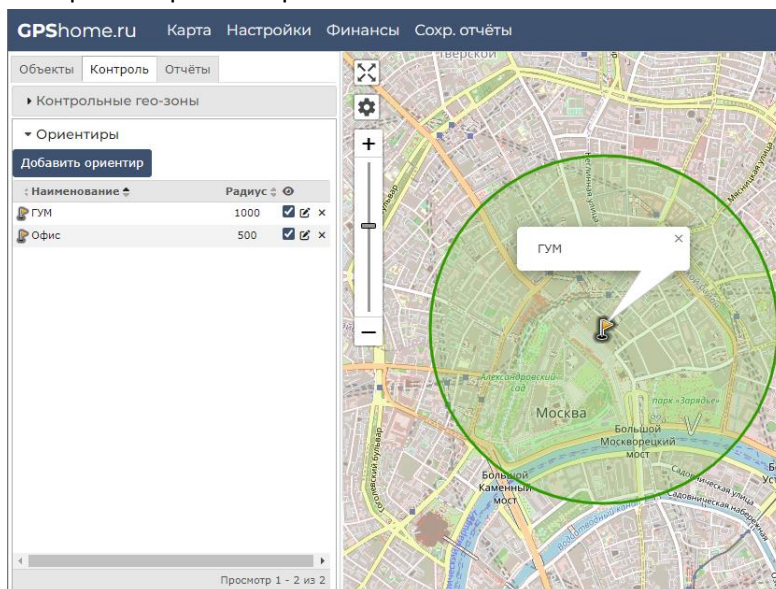 GPShome.ru Карта Настройки Финансы Сохр. отчёты
Объекты Контроль Отчёты
Контрольные гео-зоны
Ориентиры
Добавить ориентир
Наименование Радиус
ГУМ 1000
Офис 500
Просмотр 1 - 2 из 2
Тверской
Мясницкая улица
ГУМ
Александровский
сад
Москва
парк «Зарядье»
Большой
Москворецкий
мост
Большой
Каменный
мост
Гоголевский бульвар
Садовническая улица
Садовническая набережная
Водоотводный канал